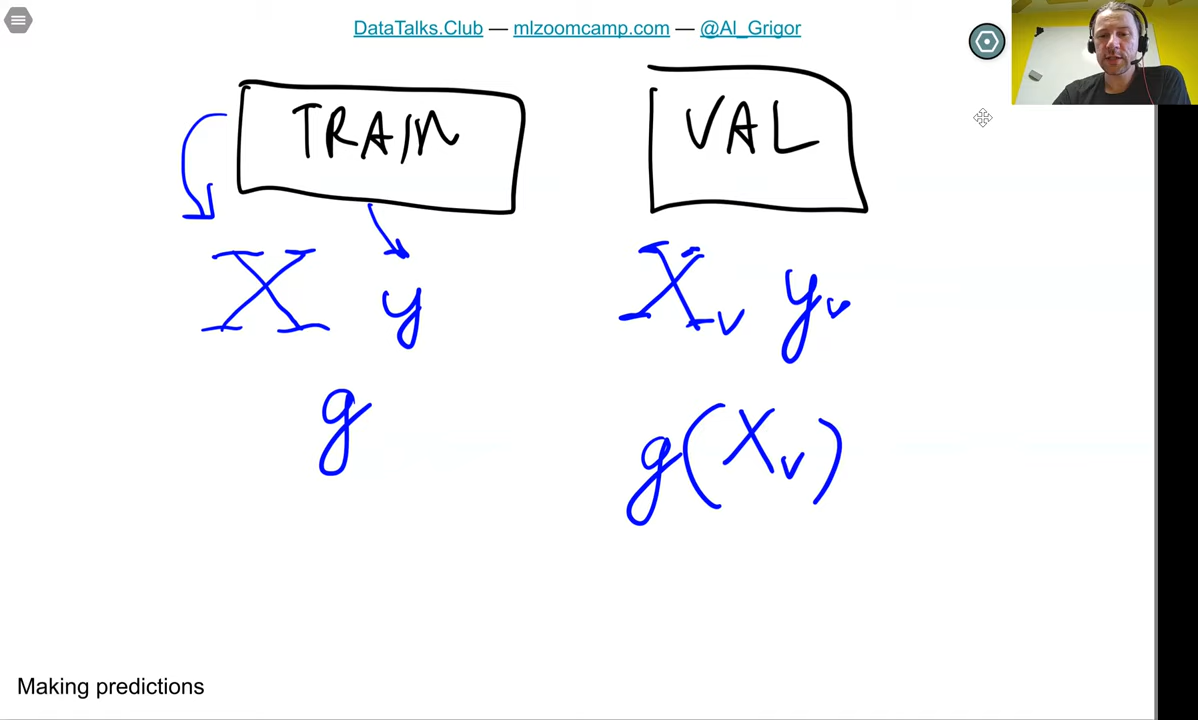 DataTalks.Club — mlzoomcamp.com — @Al_Grigor
TRAIN VAL
X y Xv yv
g g(Xv)
Making predictions